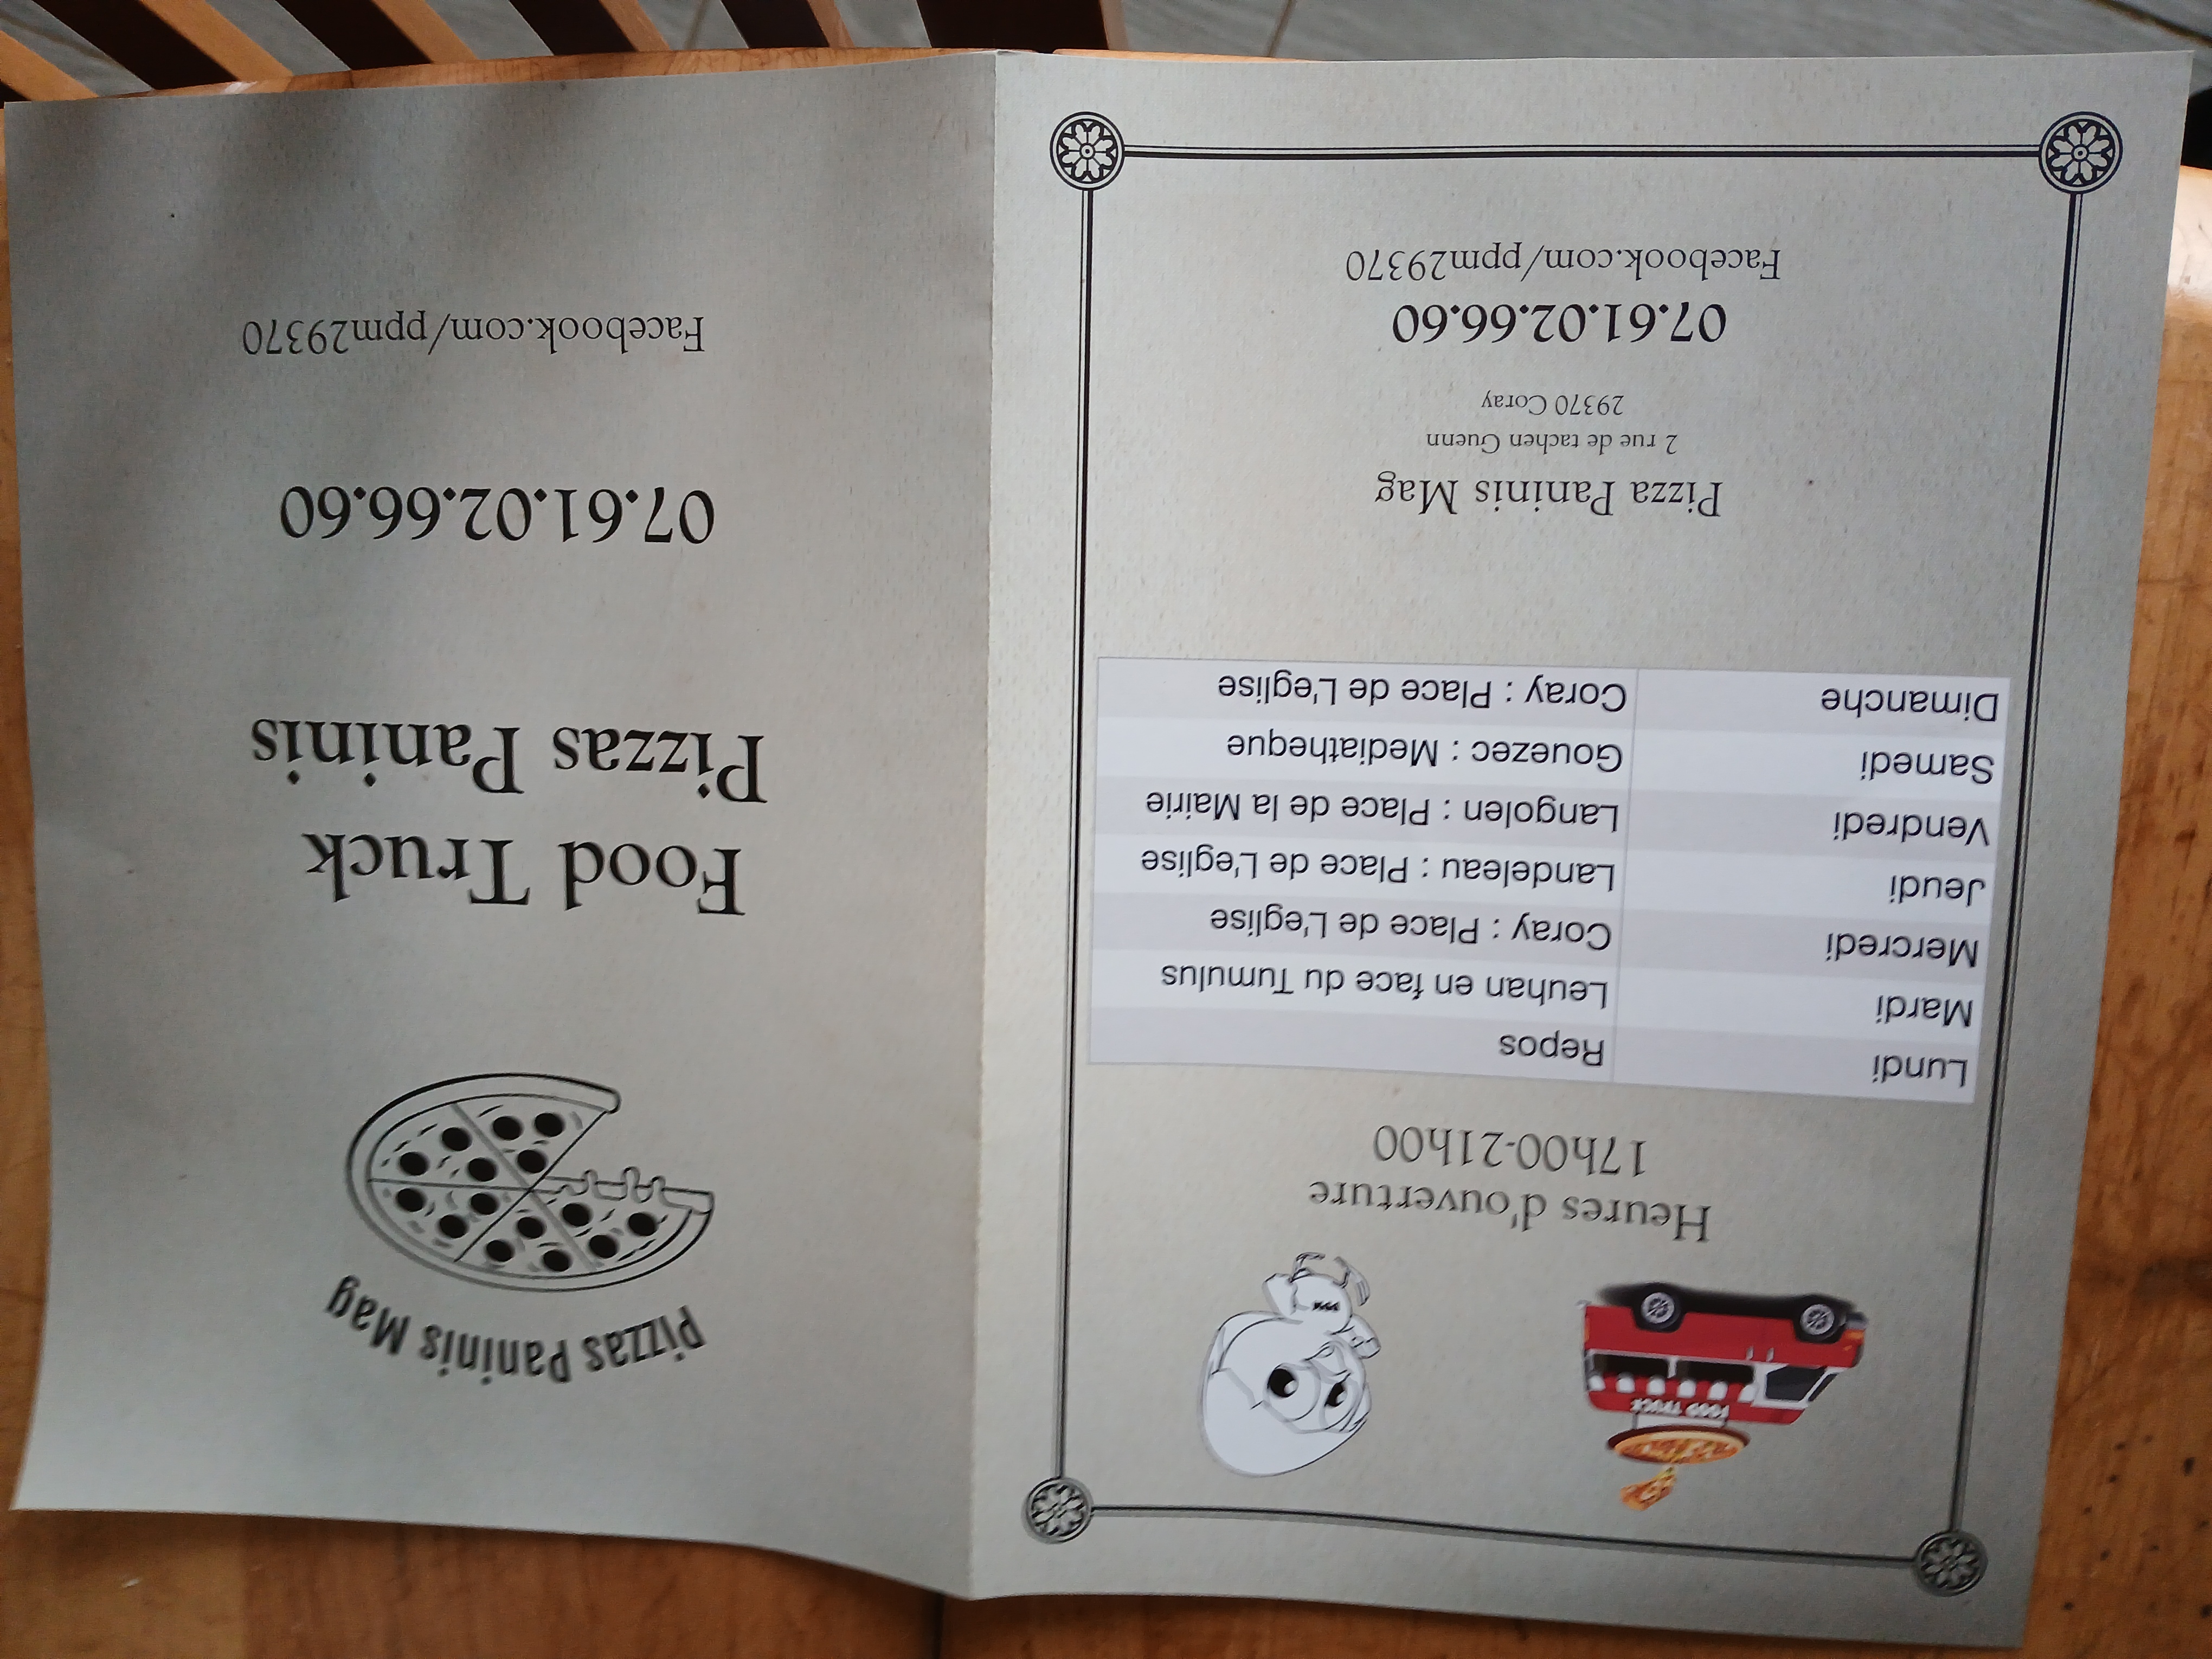 FOOD TRUCK
PPM
Heures d'ouverture
17h00-21h00
Lundi Repos
Mardi Leuhan en face du Tumulus
Mercredi Coray : Place de L'eglise
Jeudi Landeleau : Place de L'eglise
Vendredi Langolen : Place de la Mairie
Samedi Gouezec : Mediatheque
Dimanche Coray : Place de L'eglise
Pizza Paninis Mag
2 rue de tachen Guenn
29370 Coray
07.61.02.66.60
Facebook.com/ppm29370
Pizzas Paninis Mag
Food Truck
Pizzas Paninis
07.61.02.66.60
Facebook.com/ppm29370